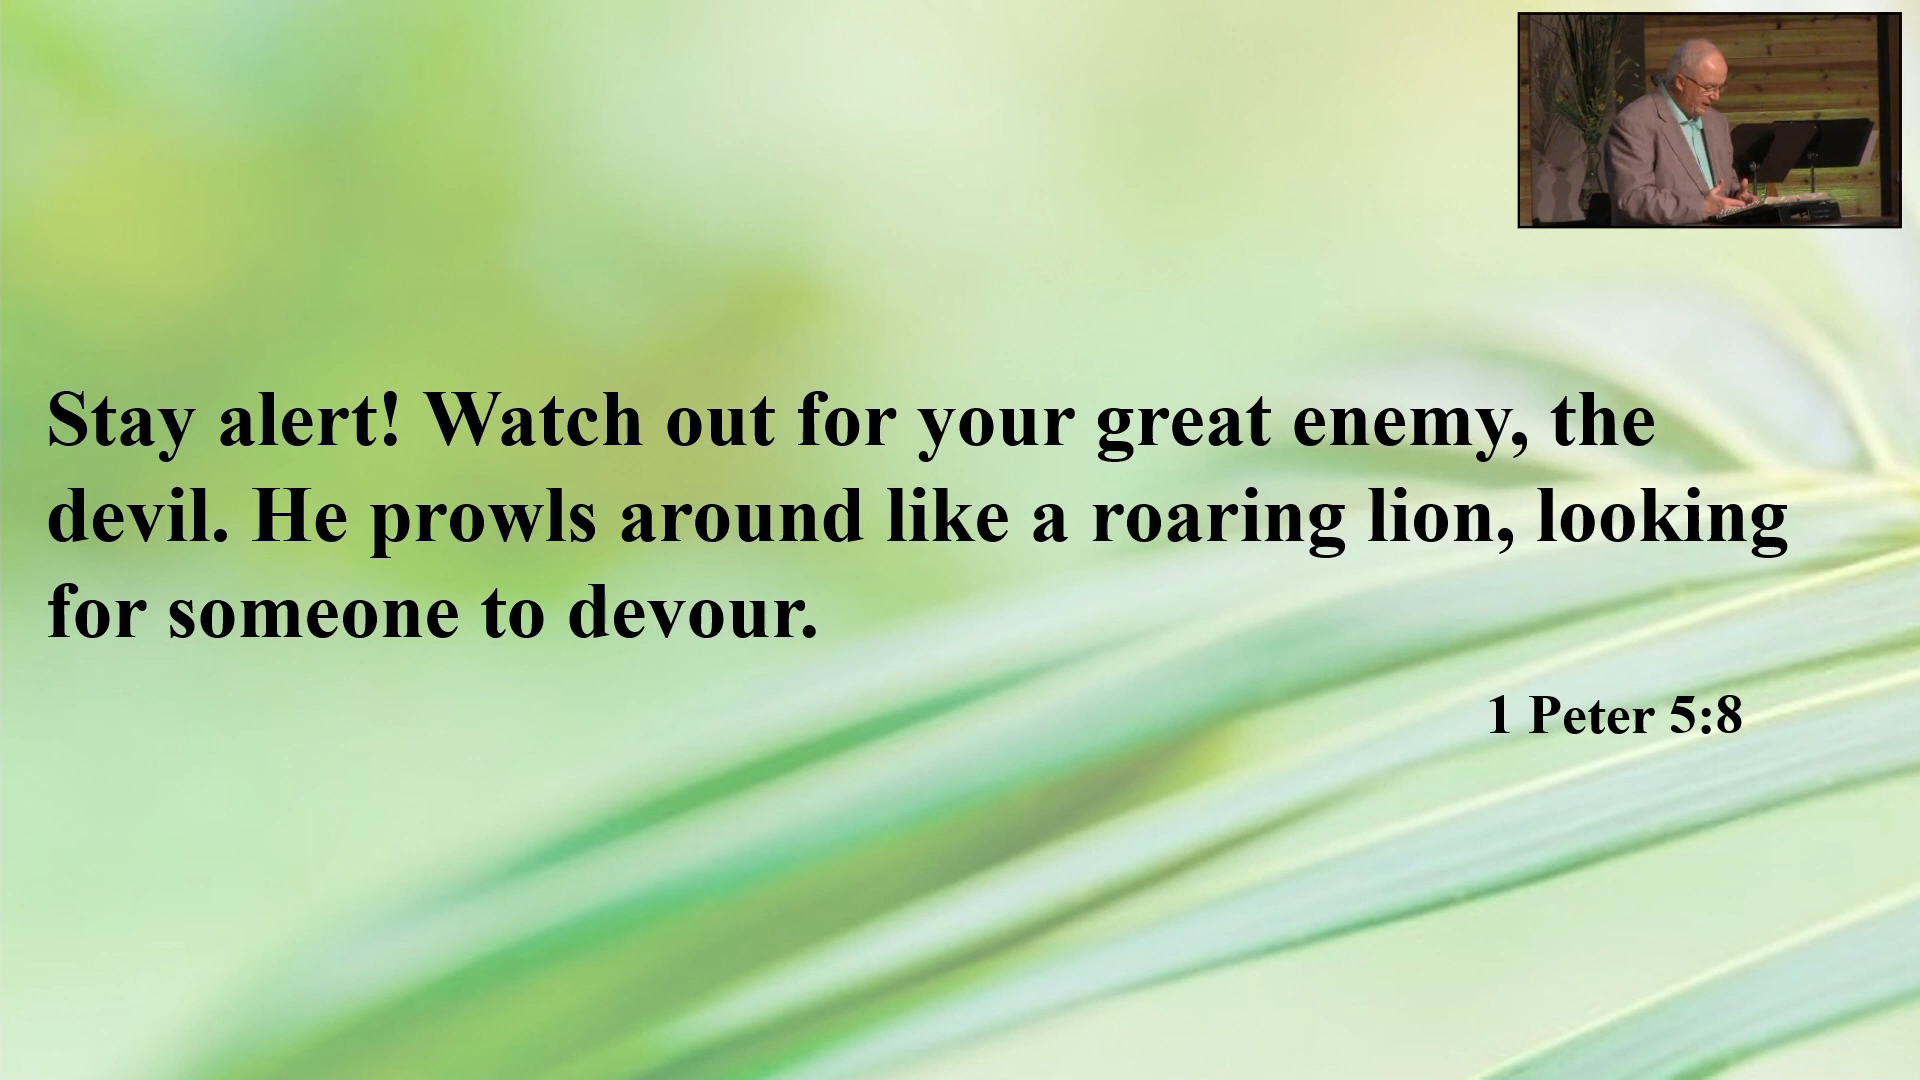 Stay alert! Watch out for your great enemy, the
devil. He prowls around like a roaring lion, looking
for someone to devour.
1 Peter 5:8